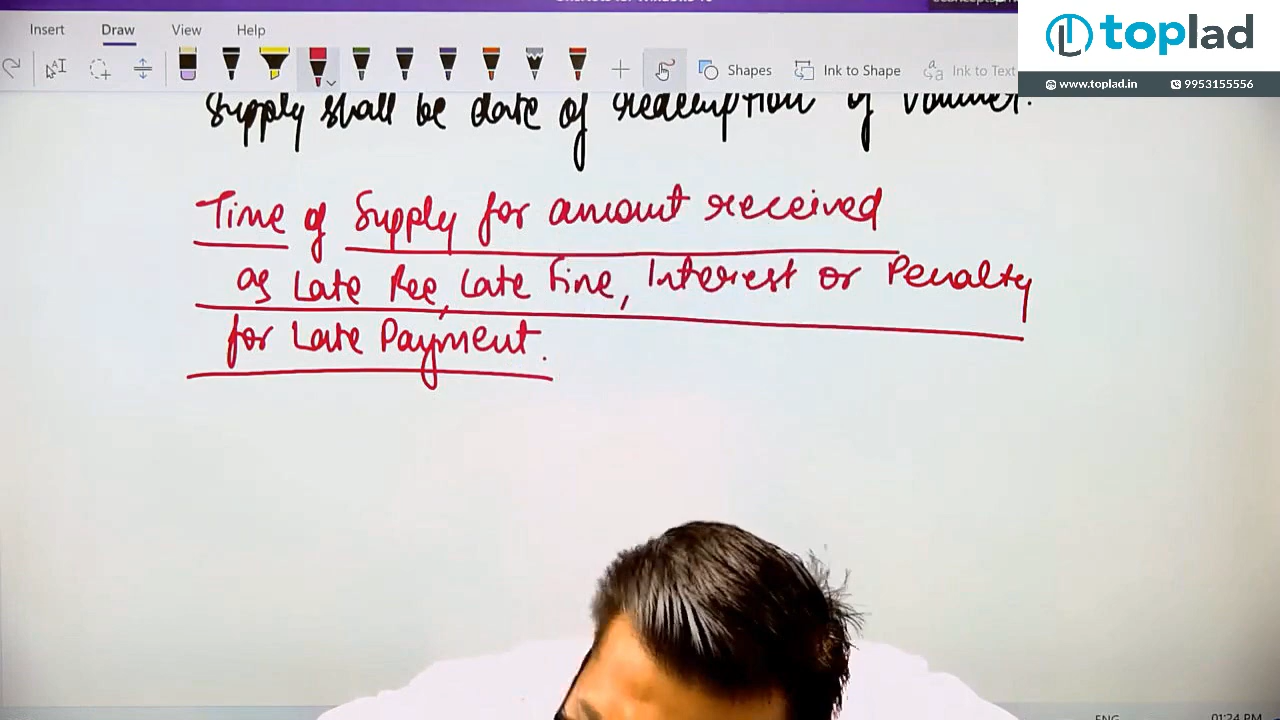 Insert Draw View Help
toplad
Shapes Ink to Shape Ink to Text
www.toplad.in 9953155556
Supply shall be date of redemption of voucher.
Time of Supply for amount received
as Late Fee, Late Fine, Interest or Penalty
for Late Payment.
ENG 01:24 PM